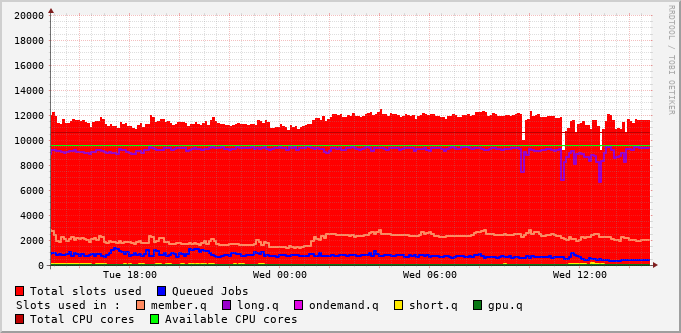 RRDTOOL / TOBI OETIKER
20000
18000
16000
14000
12000
10000
8000
6000
4000
2000
0
Tue 18:00 Wed 00:00 Wed 06:00 Wed 12:00
Total slots used Queued Jobs
Slots used in : member.q long.q ondemand.q short.q gpu.q
Total CPU cores Available CPU cores